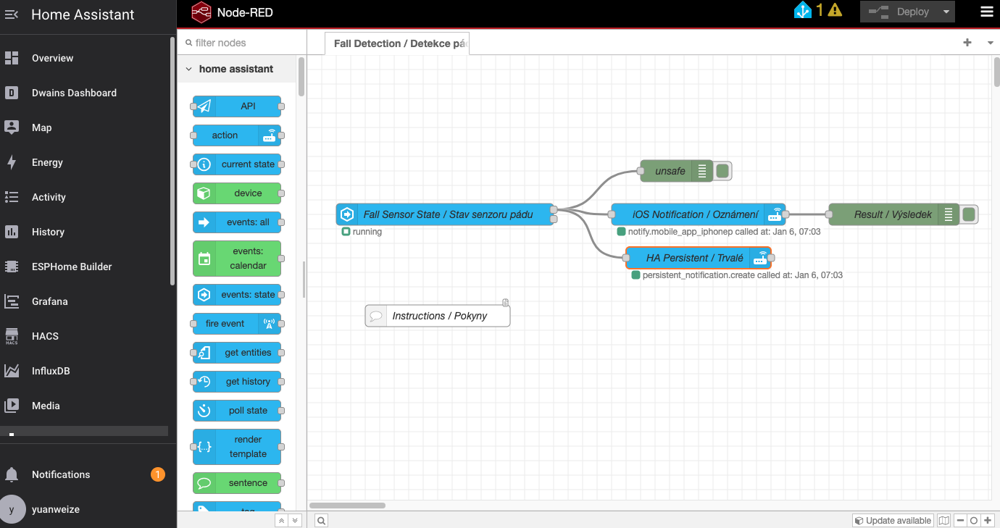 Home Assistant
Overview
Dwains Dashboard
Map
Energy
Activity
History
ESPHome Builder
Grafana
HACS
HACS
InfluxDB
Media
Notifications
1
y
yuanweize
Node-RED
1
Deploy
filter nodes
home assistant
API
action
current state
device
events: all
events:
calendar
events: state
fire event
get entities
get history
poll state
render
template
sentence
Fall Detection / Detekce pá
unsafe
Fall Sensor State / Stav senzoru pádu
running
iOS Notification / Oznámení
notify.mobile_app_iphonep called at: Jan 6, 07:03
Result / Výsledek
HA Persistent / Trvalé
persistent_notification.create called at: Jan 6, 07:03
Instructions / Pokyny
Update available